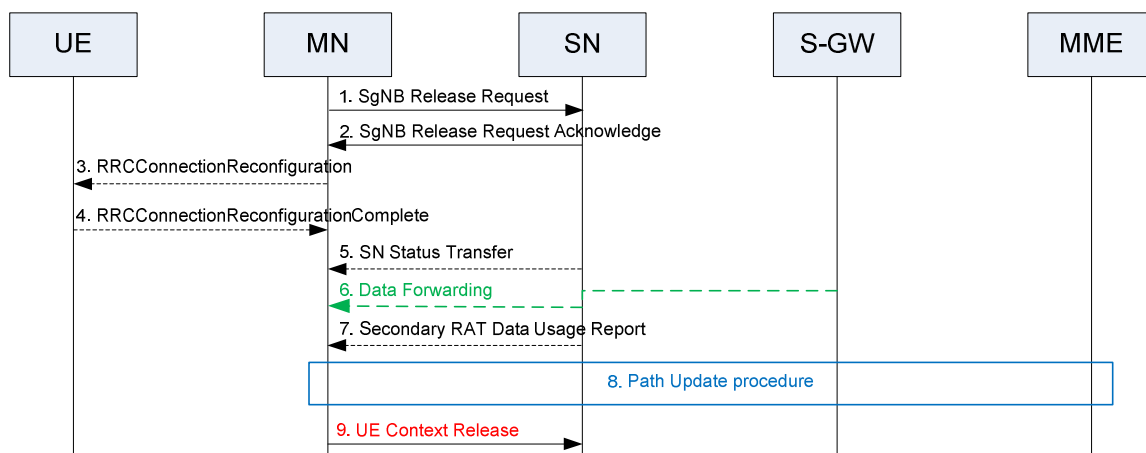 UE
MN
SN
S-GW
MME
1. SgNB Release Request
2. SgNB Release Request Acknowledge
3. RRCConnectionReconfiguration
4. RRCConnectionReconfigurationComplete
5. SN Status Transfer
6. Data Forwarding
7. Secondary RAT Data Usage Report
8. Path Update procedure
9. UE Context Release